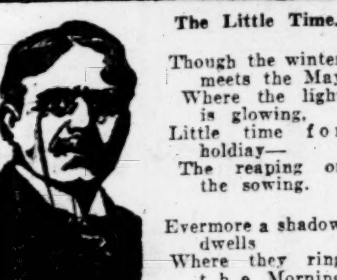 The Little Time.
Though the winter
meets the May
Where the light
is glowing,
Little time for
holdiay—
The reaping o
the sowing.
Evermore a shadow
dwells
Where they ring
the Morning